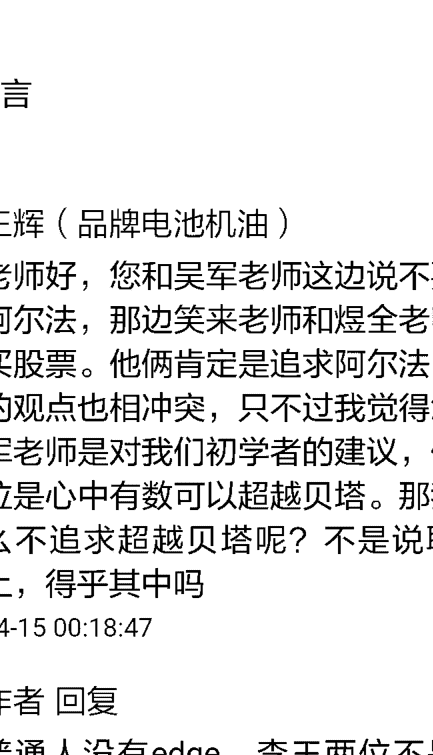 言
王辉（品牌电池机油）
老师好，您和吴军老师这边说不
阿尔法，那边笑来老师和煜全老
买股票。他俩肯定是追求阿尔法
的观点也相冲突，只不过我觉得
军老师是对我们初学者的建议，
位是心中有数可以超越贝塔。那
么不追求超越贝塔呢？不是说取
上，得乎其中吗
4-15 00:18:47
作者 回复
普通人没有edge，李王两位不是